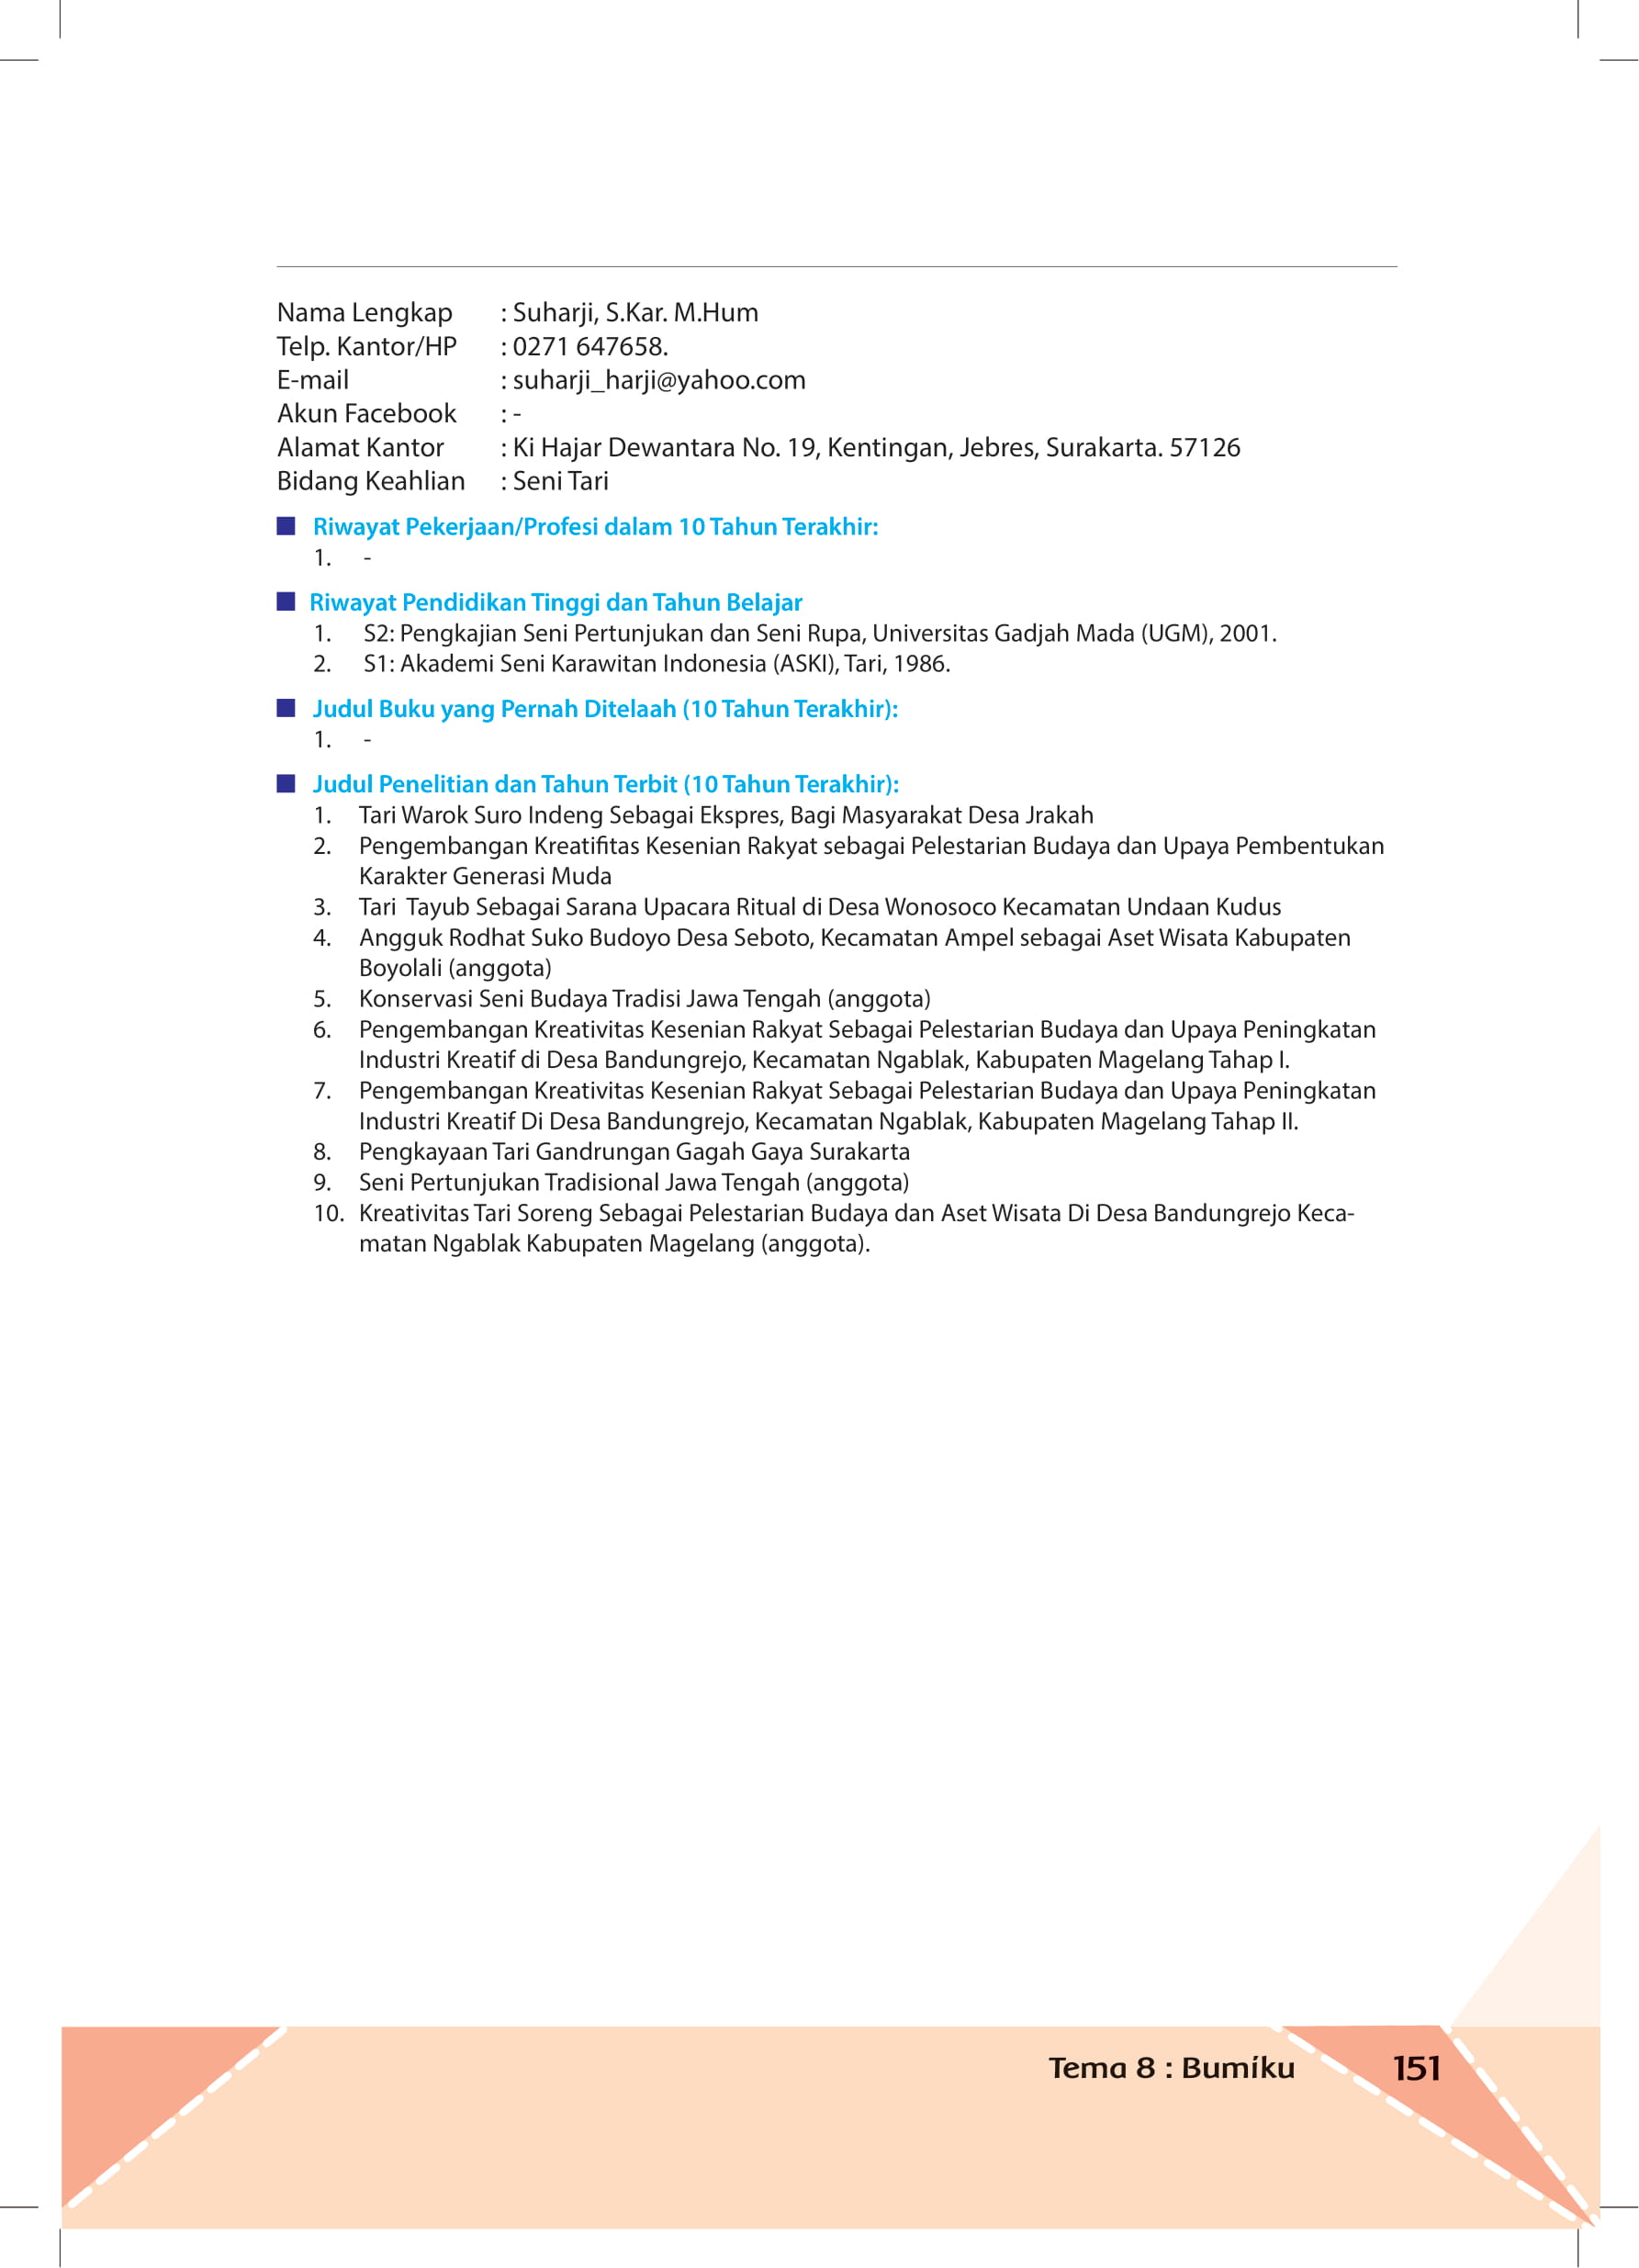 Nama Lengkap : Suharji, S.Kar. M.Hum
Telp. Kantor/HP : 0271 647658.
E-mail : suharji_harji@yahoo.com
Akun Facebook : -
Alamat Kantor : Ki Hajar Dewantara No. 19, Kentingan, Jebres, Surakarta. 57126
Bidang Keahlian : Seni Tari
Riwayat Pekerjaan/Profesi dalam 10 Tahun Terakhir:
1. -
Riwayat Pendidikan Tinggi dan Tahun Belajar
1. S2: Pengkajian Seni Pertunjukan dan Seni Rupa, Universitas Gadjah Mada (UGM), 2001.
2. S1: Akademi Seni Karawitan Indonesia (ASKI), Tari, 1986.
Judul Buku yang Pernah Ditelaah (10 Tahun Terakhir):
1. -
Judul Penelitian dan Tahun Terbit (10 Tahun Terakhir):
1. Tari Warok Suro Indeng Sebagai Ekspres, Bagi Masyarakat Desa Jrakah
2. Pengembangan Kreatifitas Kesenian Rakyat sebagai Pelestarian Budaya dan Upaya Pembentukan
Karakter Generasi Muda
3. Tari Tayub Sebagai Sarana Upacara Ritual di Desa Wonosoco Kecamatan Undaan Kudus
4. Angguk Rodhat Suko Budoyo Desa Seboto, Kecamatan Ampel sebagai Aset Wisata Kabupaten
Boyolali (anggota)
5. Konservasi Seni Budaya Tradisi Jawa Tengah (anggota)
6. Pengembangan Kreativitas Kesenian Rakyat Sebagai Pelestarian Budaya dan Upaya Peningkatan
Industri Kreatif di Desa Bandungrejo, Kecamatan Ngablak, Kabupaten Magelang Tahap I.
7. Pengembangan Kreativitas Kesenian Rakyat Sebagai Pelestarian Budaya dan Upaya Peningkatan
Industri Kreatif Di Desa Bandungrejo, Kecamatan Ngablak, Kabupaten Magelang Tahap II.
8. Pengkayaan Tari Gandrungan Gagah Gaya Surakarta
9. Seni Pertunjukan Tradisional Jawa Tengah (anggota)
10. Kreativitas Tari Soreng Sebagai Pelestarian Budaya dan Aset Wisata Di Desa Bandungrejo Keca-
matan Ngablak Kabupaten Magelang (anggota).
Tema 8 : Bumiku 151